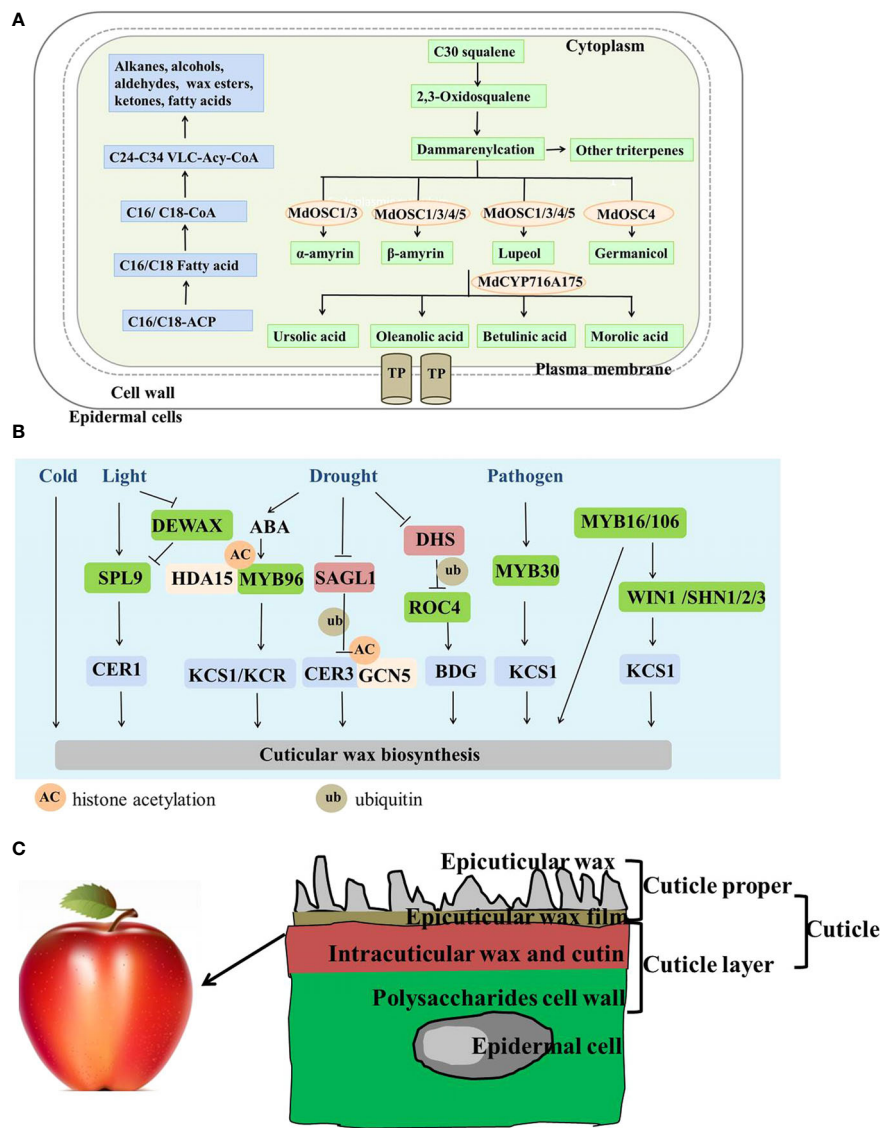 A
Cytoplasm
C30 squalene
Alkanes, alcohols,
aldehydes, wax esters,
ketones, fatty acids
2,3-Oxidosqualene
Dammarenylcation
Other triterpenes
C24-C34 VLC-Acy-CoA
C16/ C18-CoA
MdOSC1/3
MdOSC1/3/4/5
MdOSC1/3/4/5
MdOSC4
α-amyrin
β-amyrin
Lupeol
Germanicol
C16/C18 Fatty acid
MdCYP716A175
C16/C18-ACP
Ursolic acid
Oleanolic acid
Betulinic acid
Morolic acid
TP
TP
Plasma membrane
Cell wall
Epidermal cells
B
Cold
Light
Drought
Pathogen
DEWAX
ABA
MYB16/106
DHS
AC
ub
SPL9
HDA15
MYB96
SAGL1
MYB30
ROC4
WIN1 /SHN1/2/3
ub
AC
CER1
KCS1/KCR
CER3
GCN5
BDG
KCS1
KCS1
Cuticular wax biosynthesis
AC histone acetylation
ub ubiquitin
C
Epicuticular wax
Cuticle proper
Epicuticular wax film
Cuticle
Intracuticular wax and cutin
Cuticle layer
Polysaccharides cell wall
Epidermal cell